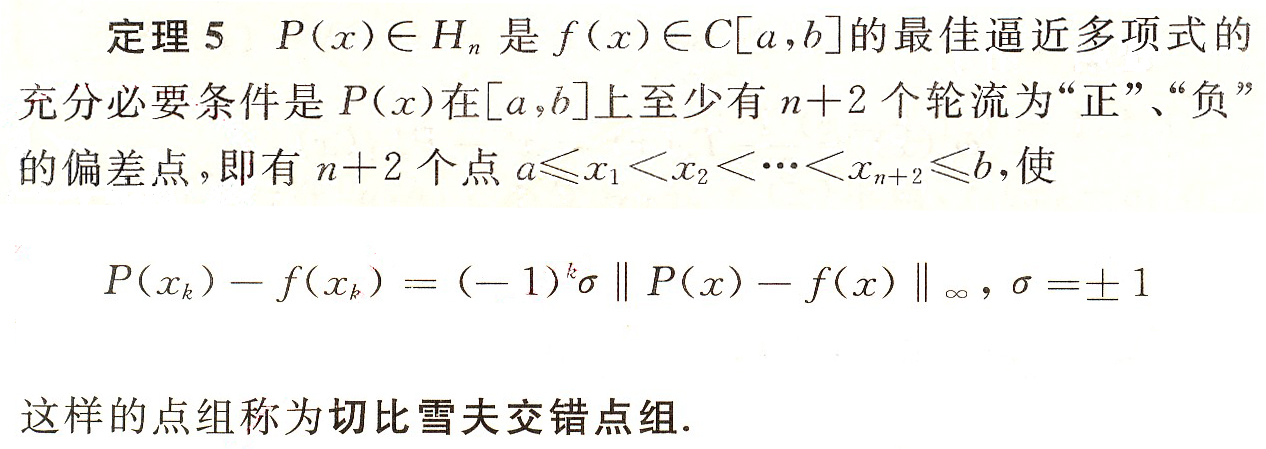 定理 5 P(x)∈Hₙ 是 f(x)∈C[a,b]的最佳逼近多项式的
充分必要条件是 P(x)在[a,b]上至少有 n+2 个轮流为“正”、“负”
的偏差点,即有 n+2 个点 a≤x₁<x₂<⋯<xₙ₊₂≤b,使
P(xₖ)－f(xₖ)＝(－1)ᵏσ‖P(x)－f(x)‖∞, σ＝±1
这样的点组称为切比雪夫交错点组.